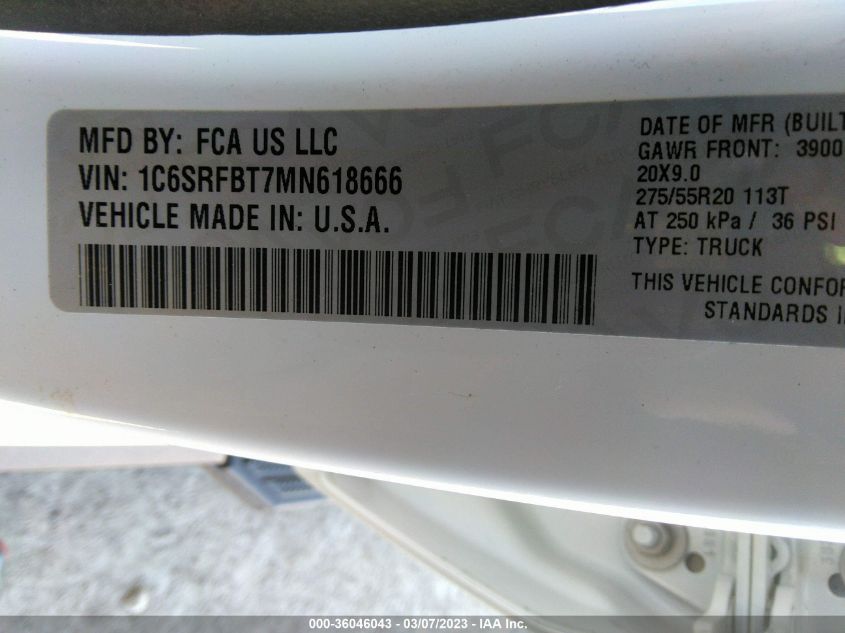 MFD BY: FCA US LLC
VIN: 1C6SRFBT7MN618666
VEHICLE MADE IN: U.S.A.
DATE OF MFR (BUILT
GAWR FRONT: 3900
20X9.0
275/55R20 113T
AT 250 kPa / 36 PSI
TYPE: TRUCK
THIS VEHICLE CONFOR
STANDARDS I
000-36046043 - 03/07/2023 - IAA Inc.